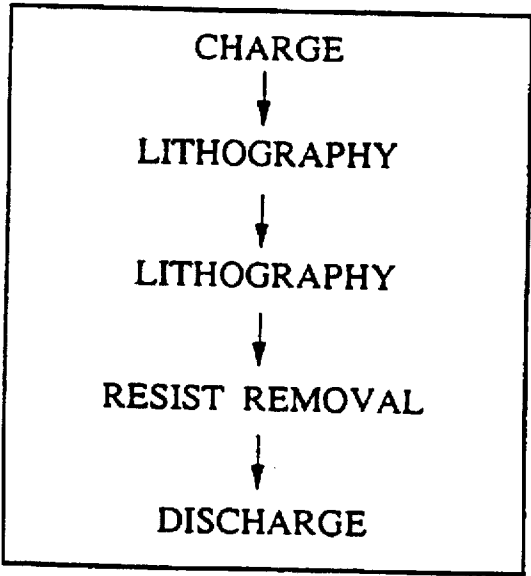 CHARGE
LITHOGRAPHY
LITHOGRAPHY
RESIST REMOVAL
DISCHARGE